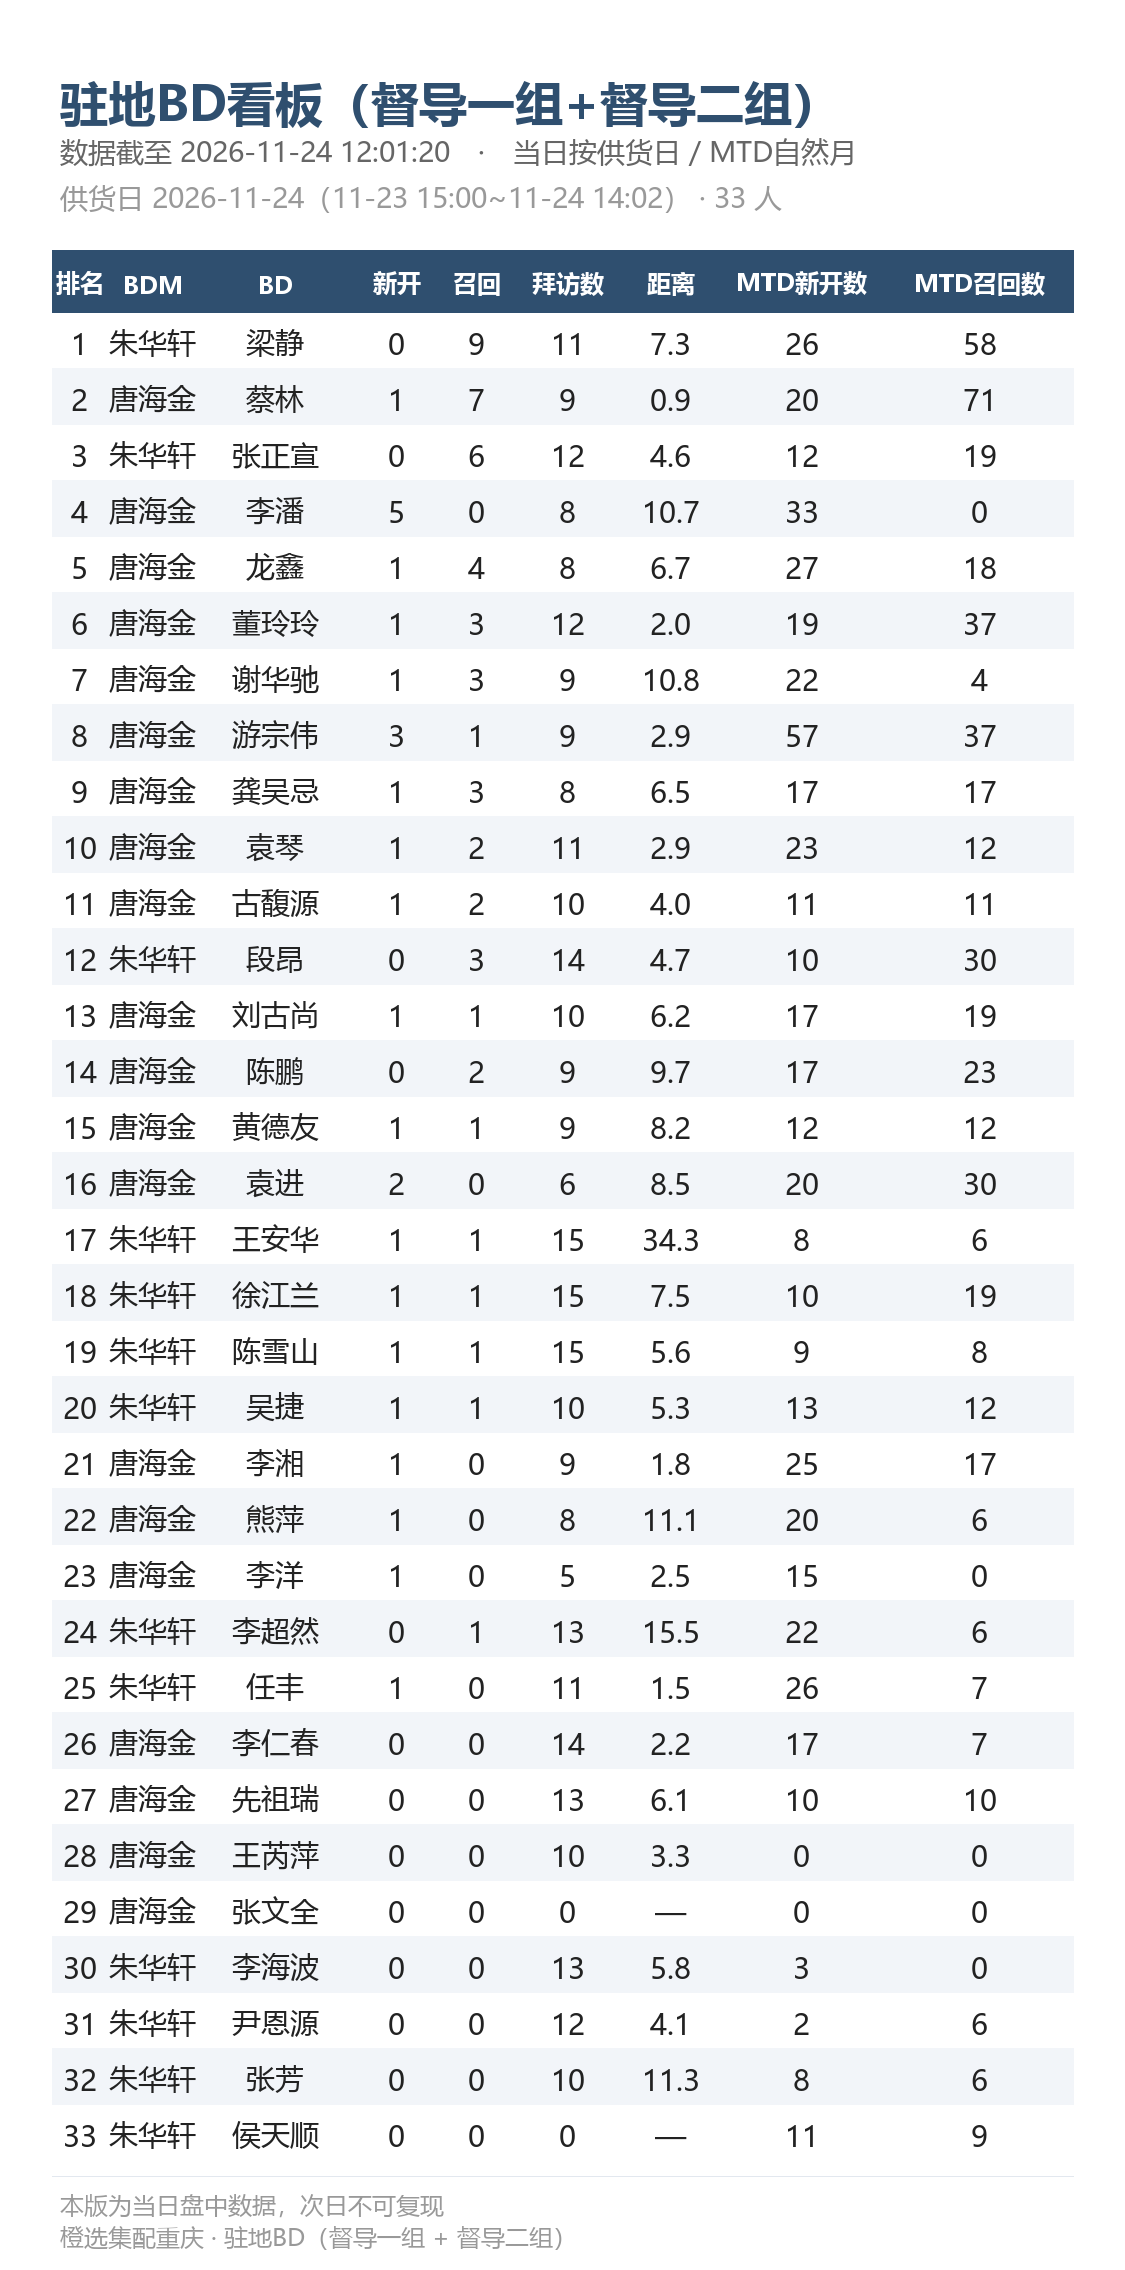 驻地BD看板（督导一组+督导二组）
数据截至 2026-11-24 12:01:20 · 当日按供货日 / MTD自然月
供货日 2026-11-24（11-23 15:00~11-24 14:02） · 33 人
排名 BDM BD 新开 召回 拜访数 距离 MTD新开数 MTD召回数
1 朱华轩 梁静 0 9 11 7.3 26 58
2 唐海金 蔡林 1 7 9 0.9 20 71
3 朱华轩 张正宣 0 6 12 4.6 12 19
4 唐海金 李潘 5 0 8 10.7 33 0
5 唐海金 龙鑫 1 4 8 6.7 27 18
6 唐海金 董玲玲 1 3 12 2.0 19 37
7 唐海金 谢华驰 1 3 9 10.8 22 4
8 唐海金 游宗伟 3 1 9 2.9 57 37
9 唐海金 龚吴忌 1 3 8 6.5 17 17
10 唐海金 袁琴 1 2 11 2.9 23 12
11 唐海金 古馥源 1 2 10 4.0 11 11
12 朱华轩 段昂 0 3 14 4.7 10 30
13 唐海金 刘古尚 1 1 10 6.2 17 19
14 唐海金 陈鹏 0 2 9 9.7 17 23
15 唐海金 黄德友 1 1 9 8.2 12 12
16 唐海金 袁进 2 0 6 8.5 20 30
17 朱华轩 王安华 1 1 15 34.3 8 6
18 朱华轩 徐江兰 1 1 15 7.5 10 19
19 朱华轩 陈雪山 1 1 15 5.6 9 8
20 朱华轩 吴捷 1 1 10 5.3 13 12
21 唐海金 李湘 1 0 9 1.8 25 17
22 唐海金 熊萍 1 0 8 11.1 20 6
23 唐海金 李洋 1 0 5 2.5 15 0
24 朱华轩 李超然 0 1 13 15.5 22 6
25 朱华轩 任丰 1 0 11 1.5 26 7
26 唐海金 李仁春 0 0 14 2.2 17 7
27 唐海金 先祖瑞 0 0 13 6.1 10 10
28 唐海金 王芮萍 0 0 10 3.3 0 0
29 唐海金 张文全 0 0 0 — 0 0
30 朱华轩 李海波 0 0 13 5.8 3 0
31 朱华轩 尹恩源 0 0 12 4.1 2 6
32 朱华轩 张芳 0 0 10 11.3 8 6
33 朱华轩 侯天顺 0 0 0 — 11 9
本版为当日盘中数据，次日不可复现
橙选集配重庆 · 驻地BD（督导一组 + 督导二组）